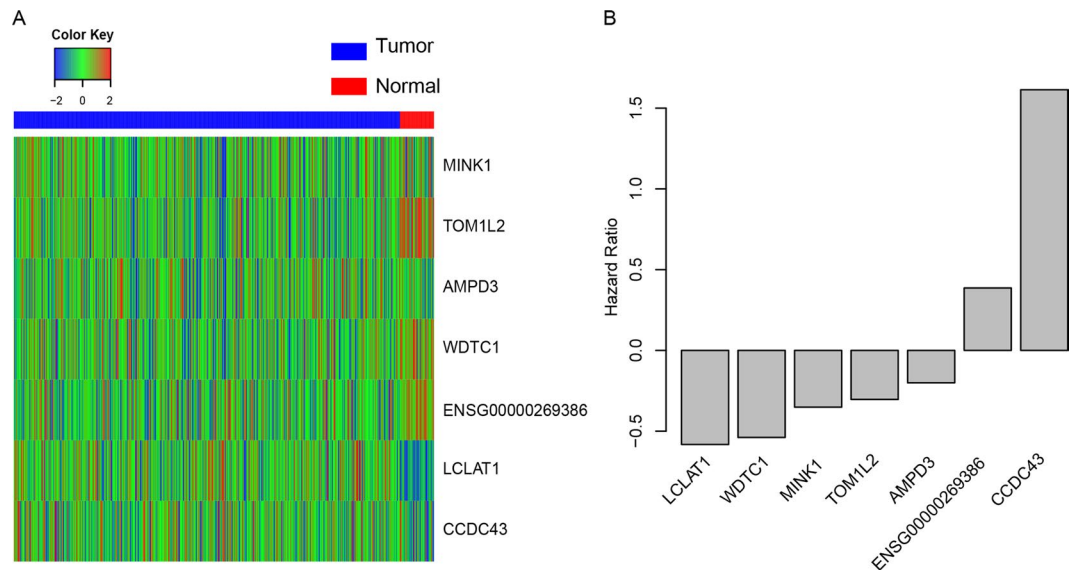 A
Color Key
−2 0 2
Tumor
Normal
MINK1
TOM1L2
AMPD3
WDTC1
ENSG00000269386
LCLAT1
CCDC43
B
Hazard Ratio
1.5
1.0
0.5
0.0
−0.5
LCLAT1
WDTC1
MINK1
TOM1L2
AMPD3
ENSG00000269386
CCDC43